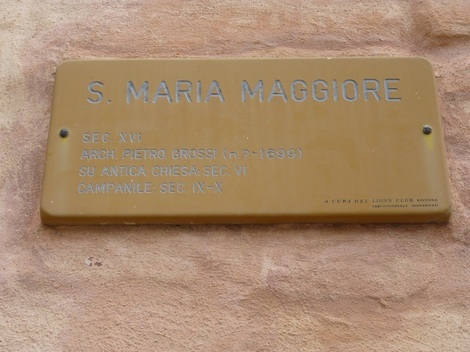 S. MARIA MAGGIORE
SEC. XVI
ARCH. PIETRO GROSSI (n.?-1699)
SU ANTICA CHIESA SEC. VI
CAMPANILE: SEC. IX-X
A CURA DEL LIONS CLUB